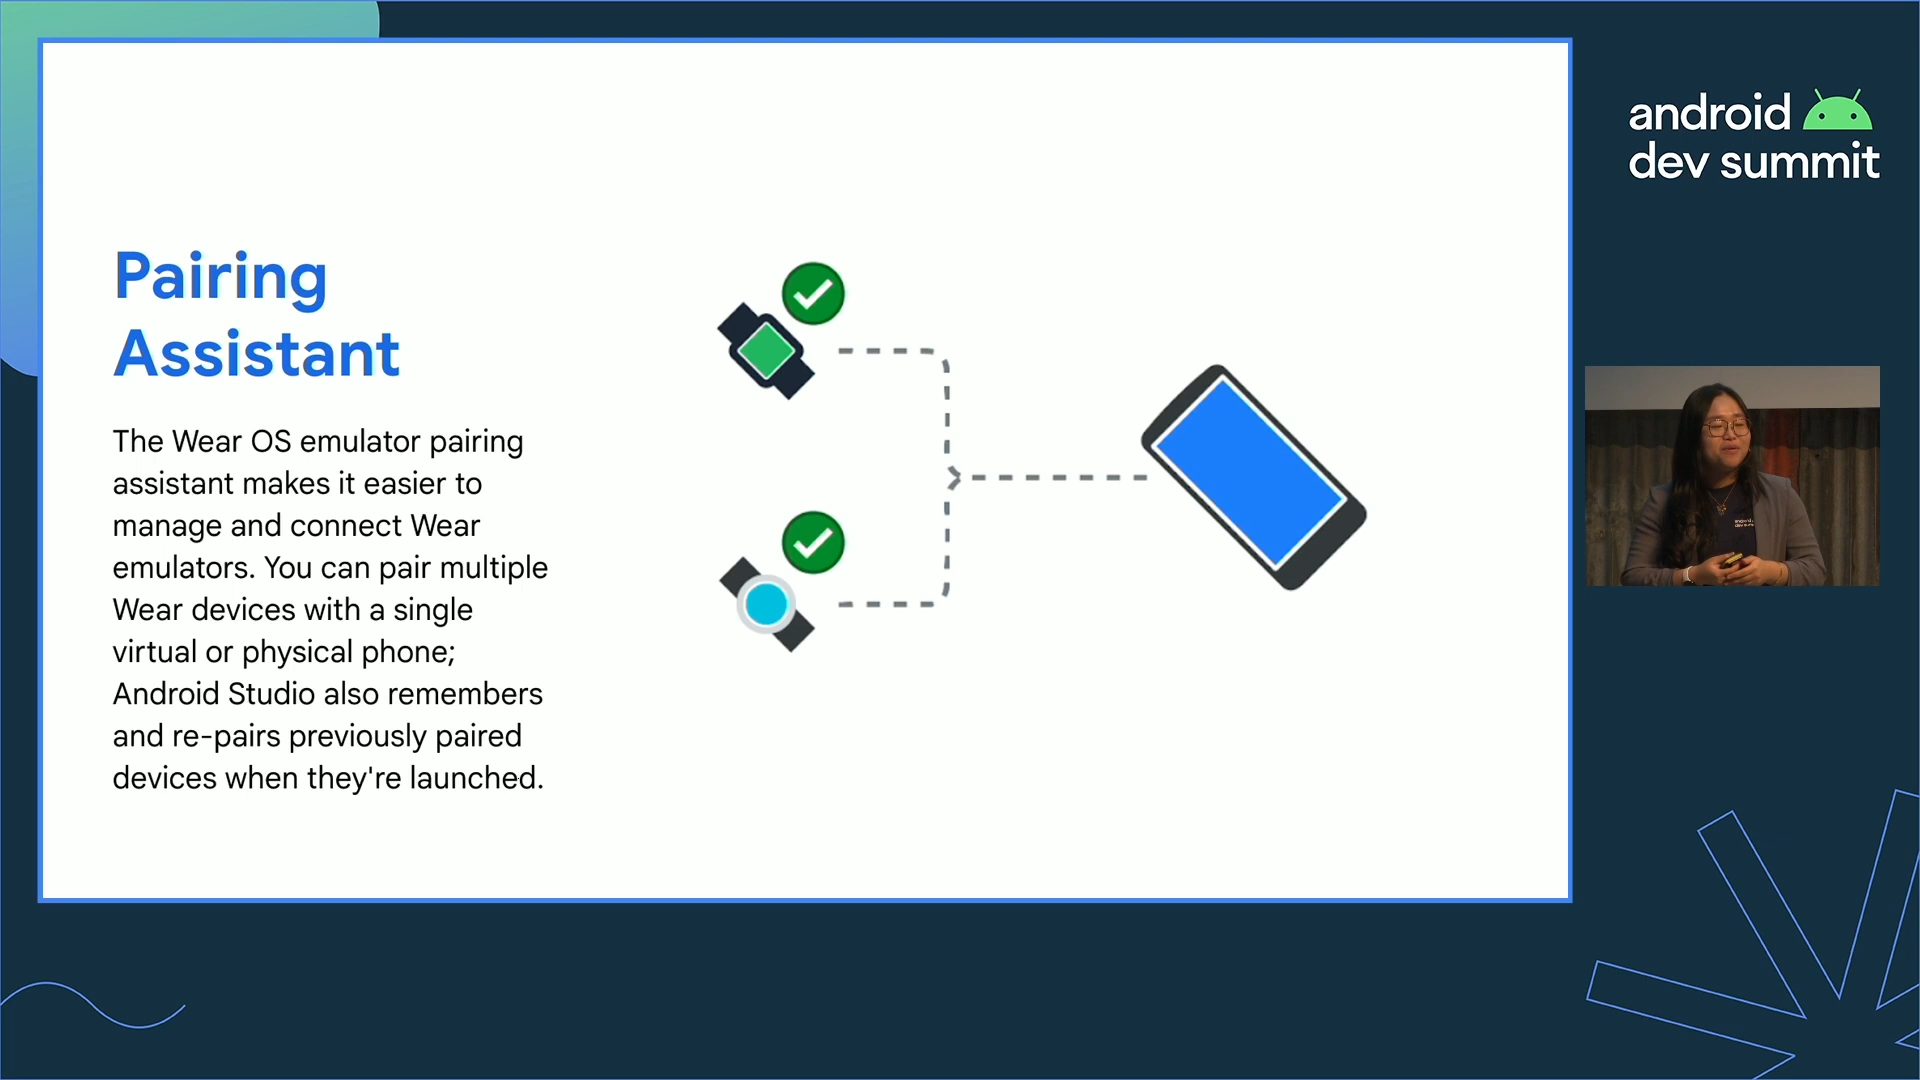 Pairing
Assistant
The Wear OS emulator pairing
assistant makes it easier to
manage and connect Wear
emulators. You can pair multiple
Wear devices with a single
virtual or physical phone;
Android Studio also remembers
and re-pairs previously paired
devices when they're launched.
android
dev summit